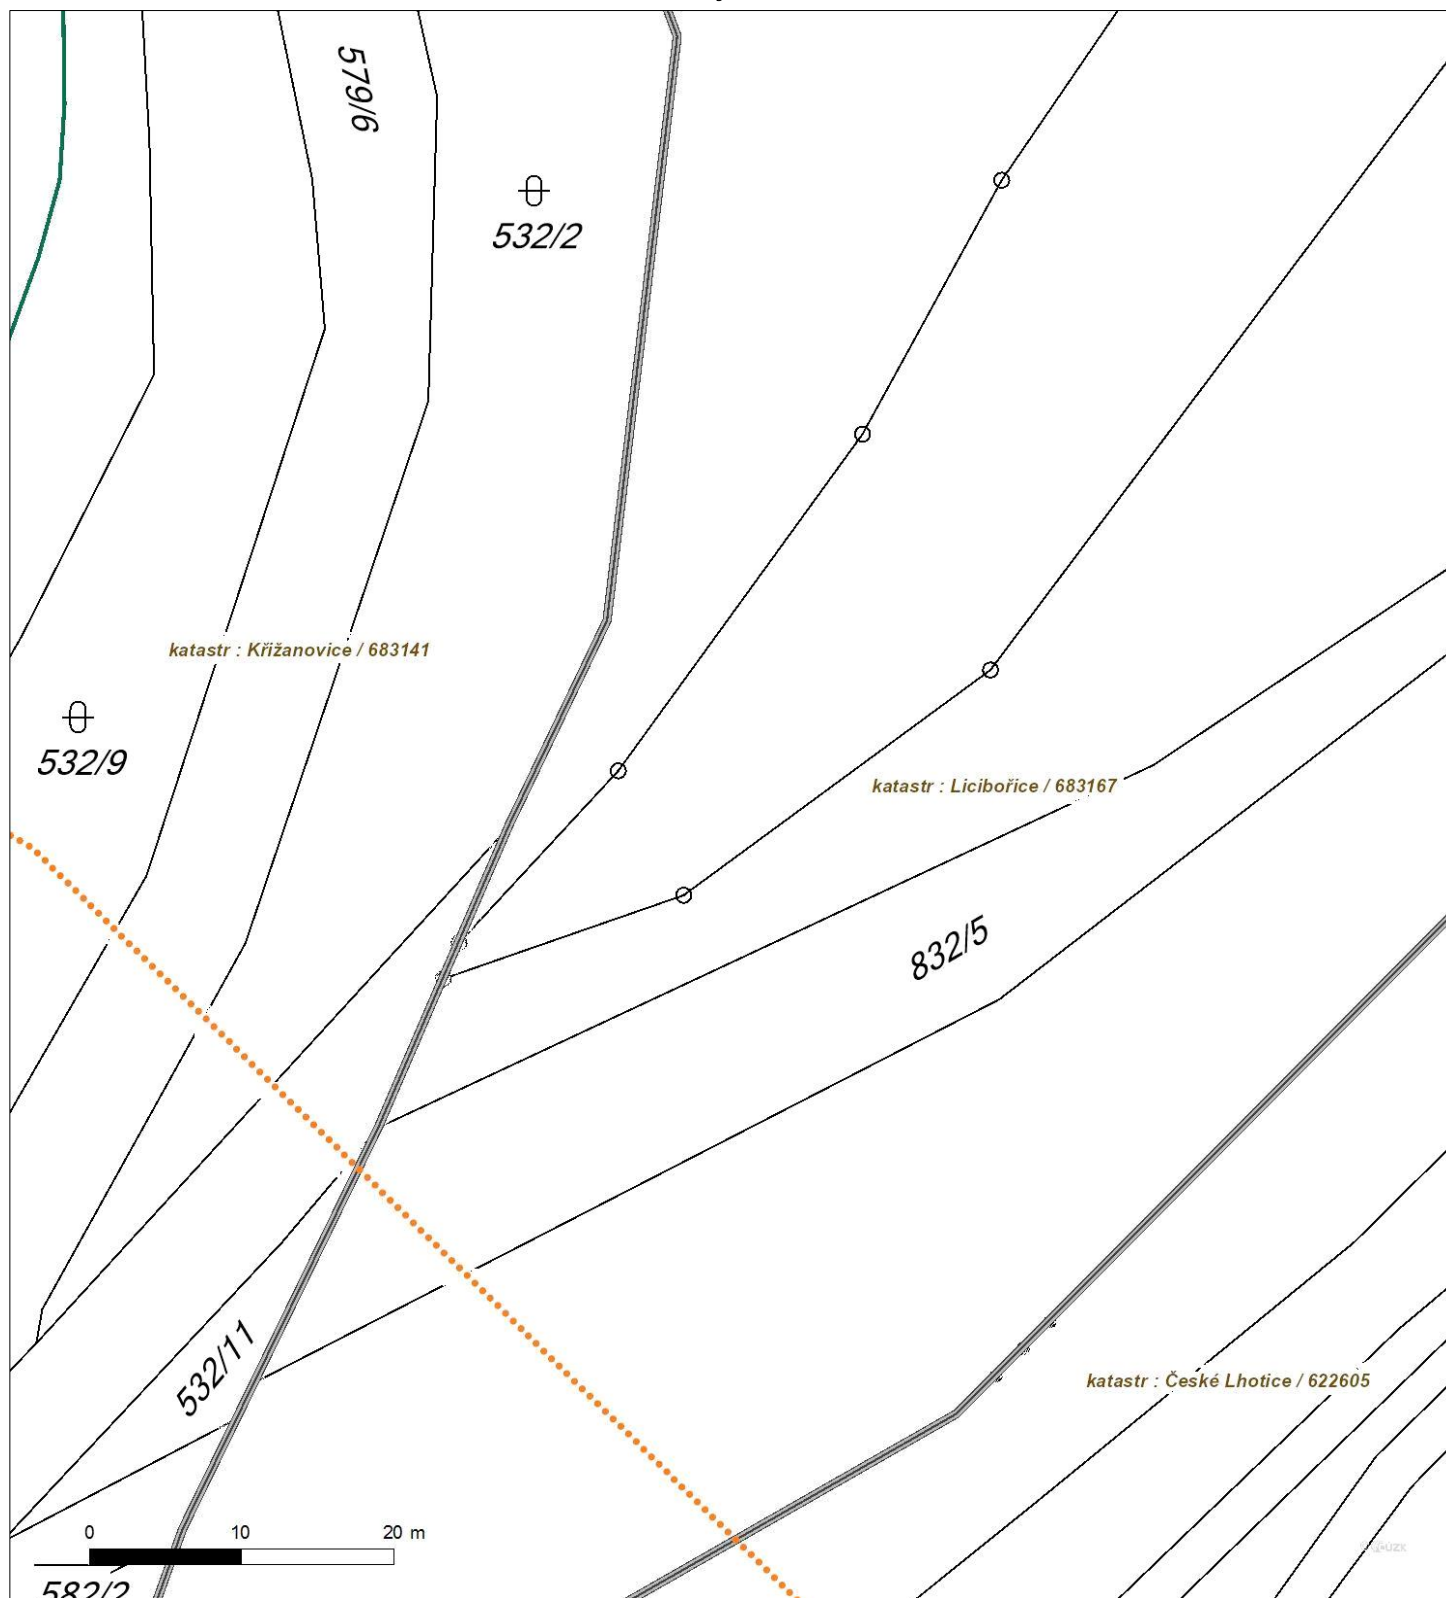 579/6
532/2
katastr : Křižanovice / 683141
532/9
katastr : Licibořice / 683167
832/5
532/11
katastr : České Lhotice / 622605
0 10 20 m
582/2